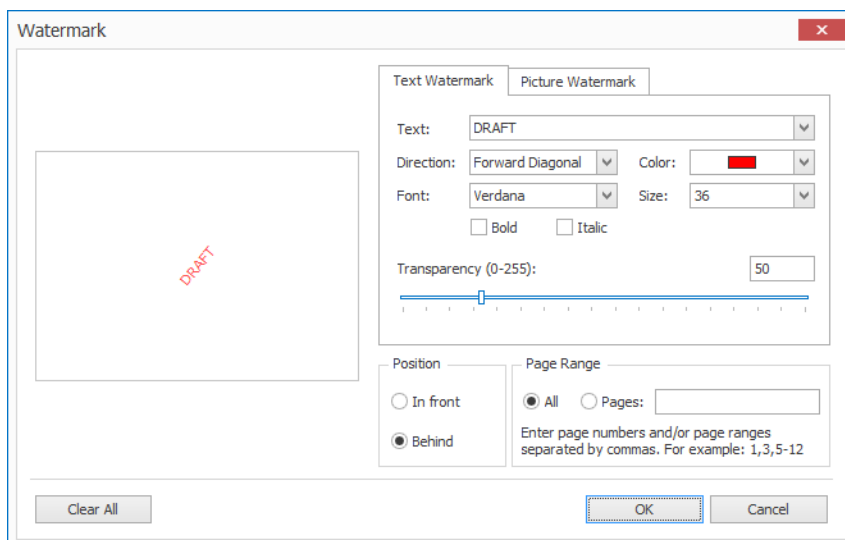 Watermark
Text Watermark Picture Watermark
Text: DRAFT
Direction: Forward Diagonal Color:
Font: Verdana Size: 36
Bold Italic
DRAFT
Transparency (0-255): 50
Position Page Range
In front All Pages:
Behind Enter page numbers and/or page ranges
separated by commas. For example: 1,3,5-12
Clear All OK Cancel